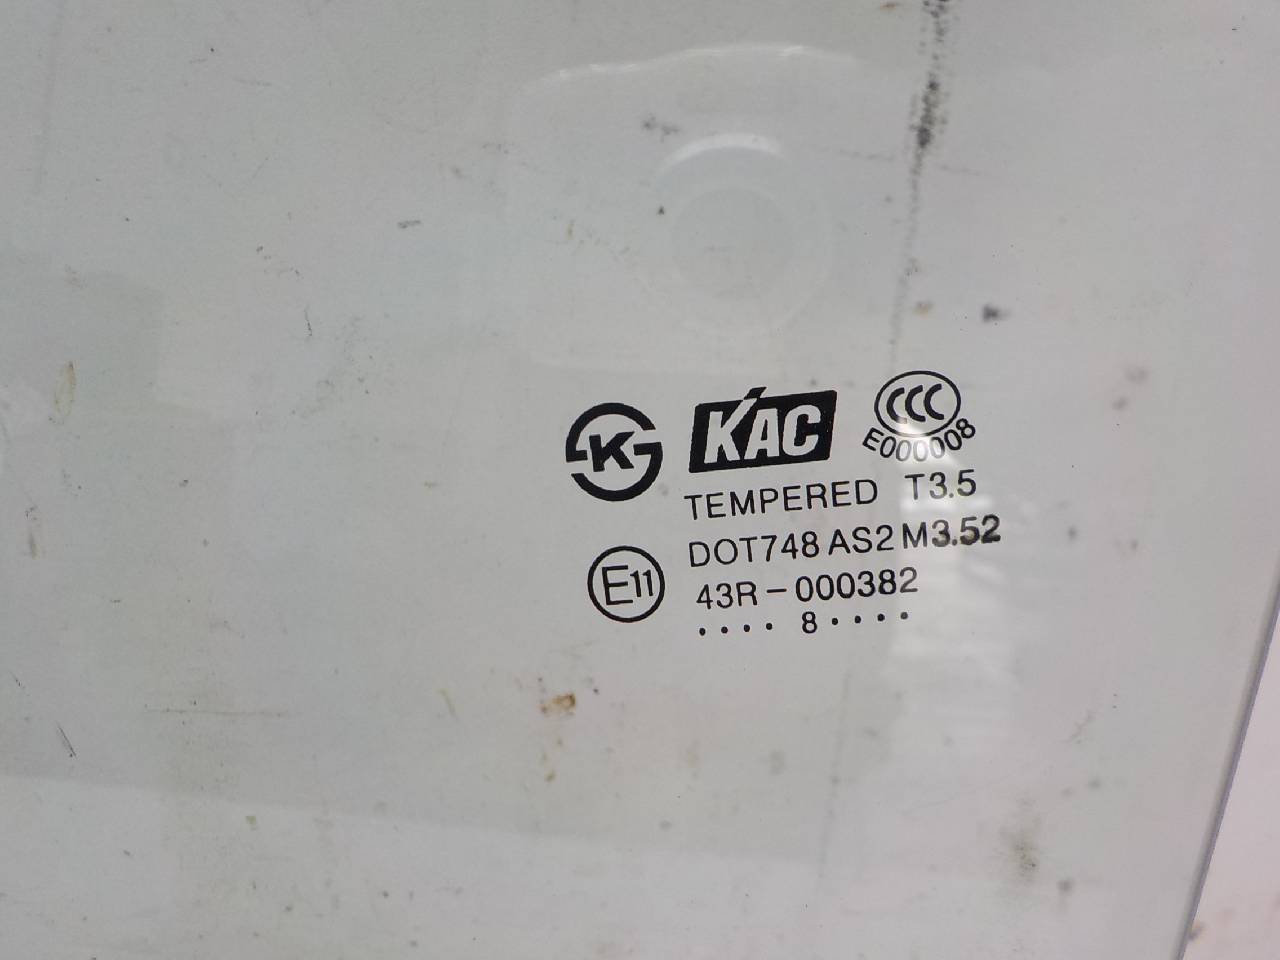 K KAC CCC
E000008
TEMPERED T3.5
DOT748 AS2 M3.52
E11 43R-000382
•••• 8 ••••